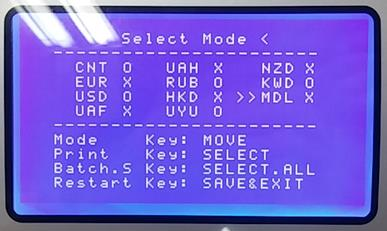 Select Mode <
--------------------------------
CNT O UAH X NZD X
EUR X RUB O KWD O
USD O HKD X >>MDL X
UAF X UYU O
--------------------------------
Mode Key: MOVE
Print Key: SELECT
Batch.S Key: SELECT.ALL
Restart Key: SAVE&EXIT